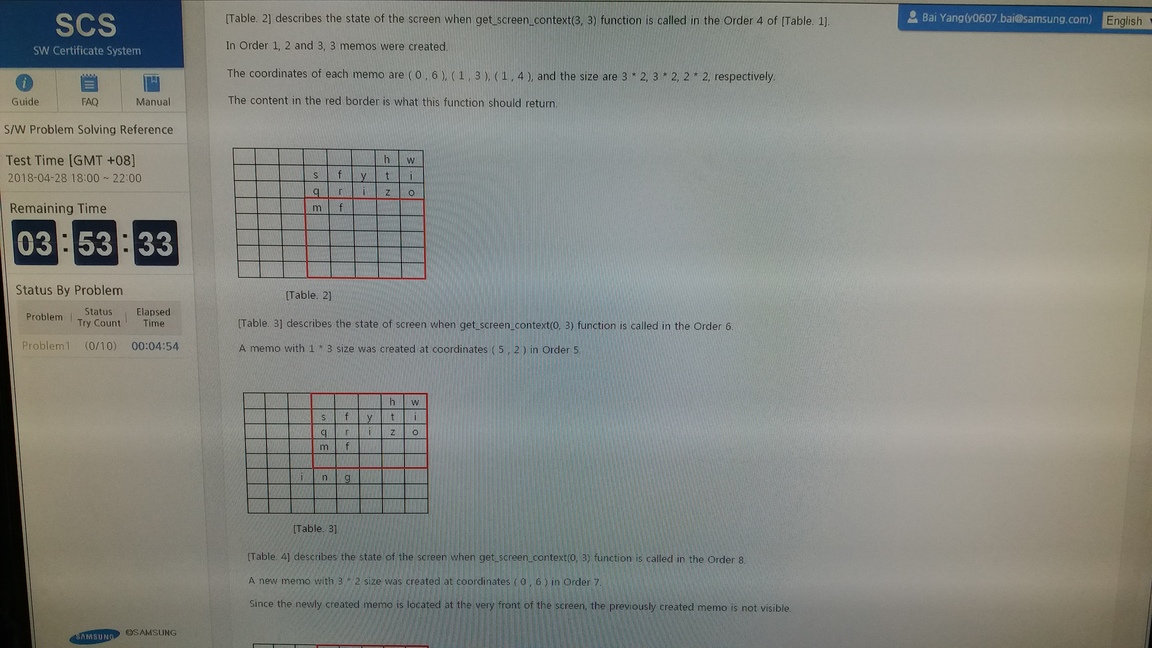 SCS
SW Certificate System
Guide
FAQ
Manual
S/W Problem Solving Reference
Test Time [GMT +08]
2018-04-28 18:00 ~ 22:00
Remaining Time
03 : 53 : 33
Status By Problem
Problem | Status Try Count | Elapsed Time
Problem1 (0/10) 00:04:54
SAMSUNG ©SAMSUNG
Bai Yang(y0607.bai@samsung.com) English
[Table. 2] describes the state of the screen when get_screen_context(3, 3) function is called in the Order 4 of [Table. 1].
In Order 1, 2 and 3, 3 memos were created.
The coordinates of each memo are ( 0 , 6 ), ( 1 , 3 ), ( 1 , 4 ), and the size are 3 * 2, 3 * 2, 2 * 2, respectively.
The content in the red border is what this function should return.
h w
s f y t i
q r i z o
m f
[Table. 2]
[Table. 3] describes the state of screen when get_screen_context(0, 3) function is called in the Order 6.
A memo with 1 * 3 size was created at coordinates ( 5 , 2 ) in Order 5.
h w
s f y t i
q r i z o
m f
i n g
[Table. 3]
[Table. 4] describes the state of the screen when get_screen_context(0, 3) function is called in the Order 8.
A new memo with 3 * 2 size was created at coordinates ( 0 , 6 ) in Order 7.
Since the newly created memo is located at the very front of the screen, the previously created memo is not visible.